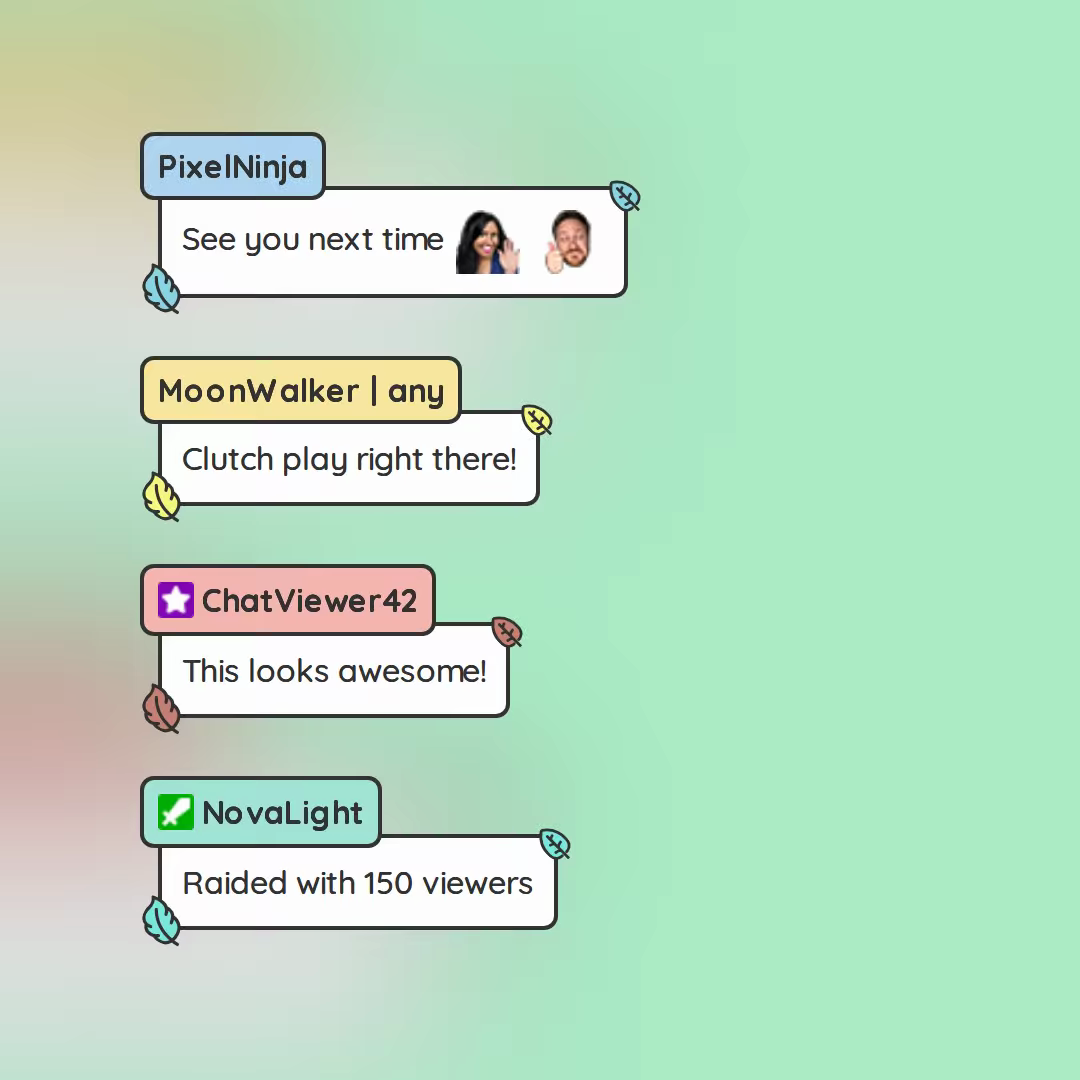 PixelNinja
See you next time
MoonWalker | any
Clutch play right there!
ChatViewer42
This looks awesome!
NovaLight
Raided with 150 viewers